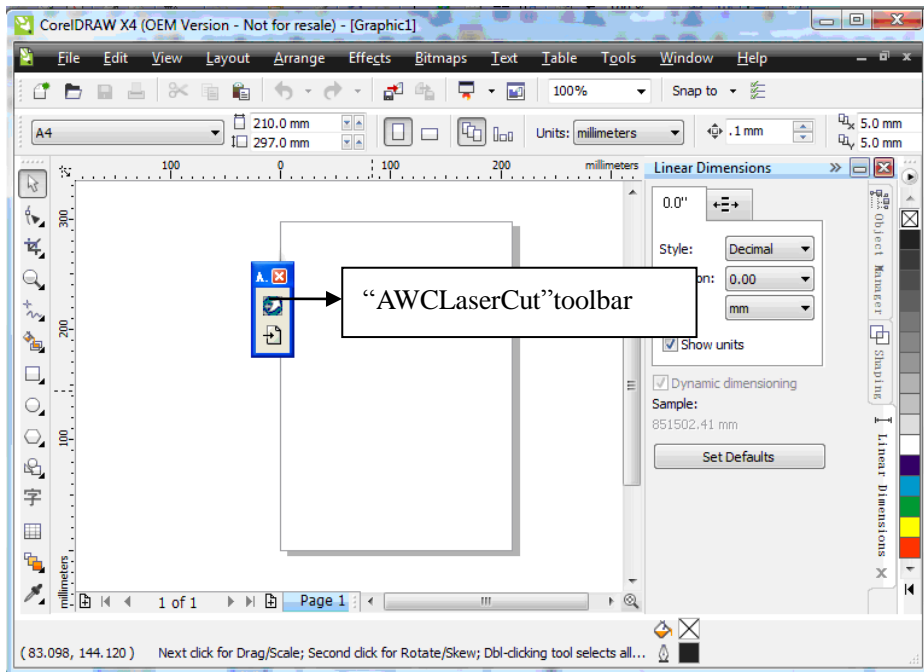 CorelDRAW X4 (OEM Version - Not for resale) - [Graphic1]
File Edit View Layout Arrange Effects Bitmaps Text Table Tools Window Help
100% Snap to
A4
210.0 mm
297.0 mm
Units: millimeters
.1 mm
5.0 mm
5.0 mm
100 0 100 200 millimeters
300
200
100
millimeters
A..
“AWCLaserCut”toolbar
Linear Dimensions
0.0"
Style: Decimal
on: 0.00
mm
Show units
Dynamic dimensioning
Sample:
851502.41 mm
Set Defaults
Object Manager
Shaping
Linear Dimensions
字
1 of 1 Page 1
( 83.098, 144.120 ) Next click for Drag/Scale; Second click for Rotate/Skew; Dbl-clicking tool selects all...